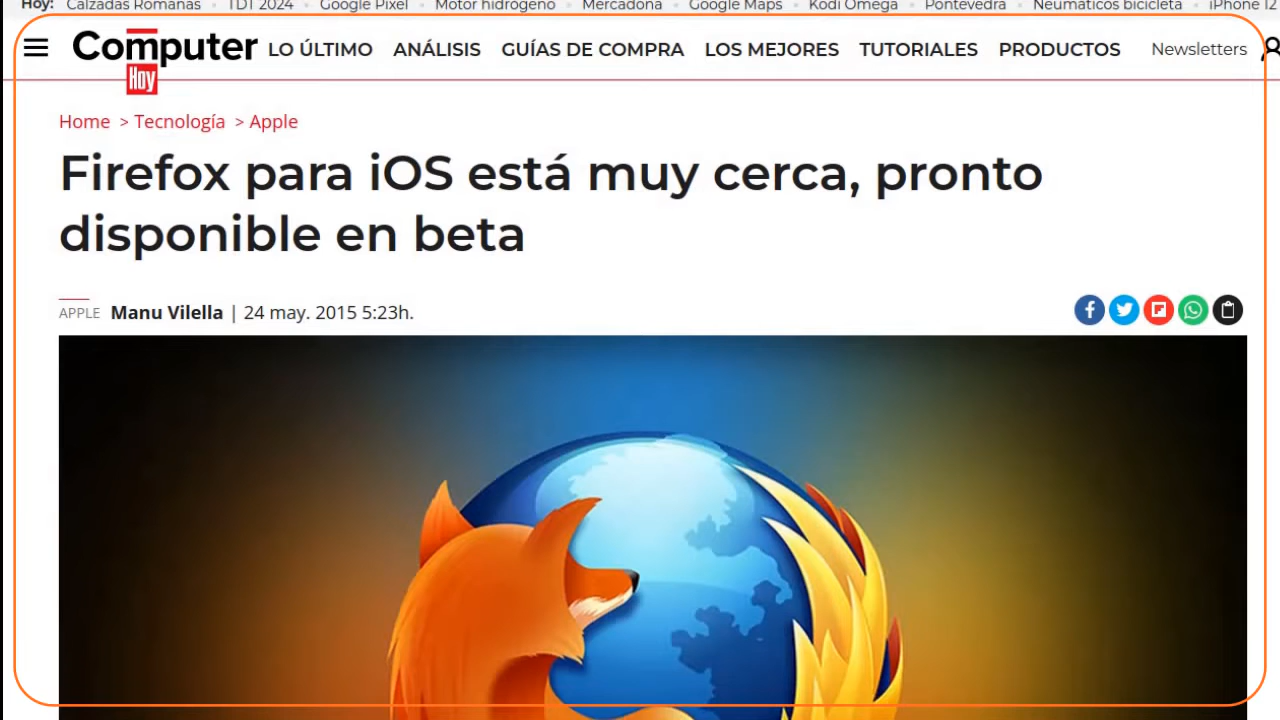 Hoy: Calzadas Romanas TDT 2024 Google Pixel Motor hidrógeno Mercadona Google Maps Kodi Omega Pontevedra Neumáticos bicicleta iPhone 12
Computer Hoy LO ÚLTIMO ANÁLISIS GUÍAS DE COMPRA LOS MEJORES TUTORIALES PRODUCTOS Newsletters
Home > Tecnología > Apple
Firefox para iOS está muy cerca, pronto
disponible en beta
APPLE Manu Vilella | 24 may. 2015 5:23h.